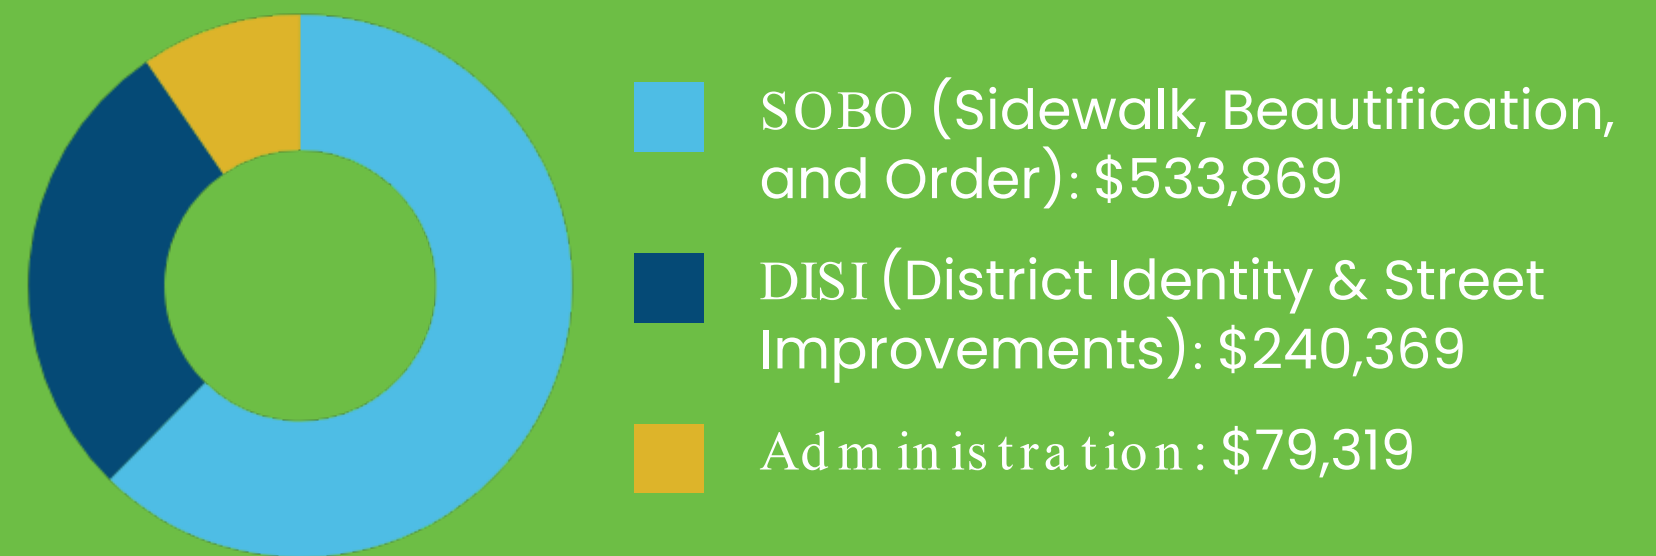 SOBO (Sidewalk, Beautification,
and Order): $533,869
DISI (District Identity & Street
Improvements): $240,369
Administration: $79,319